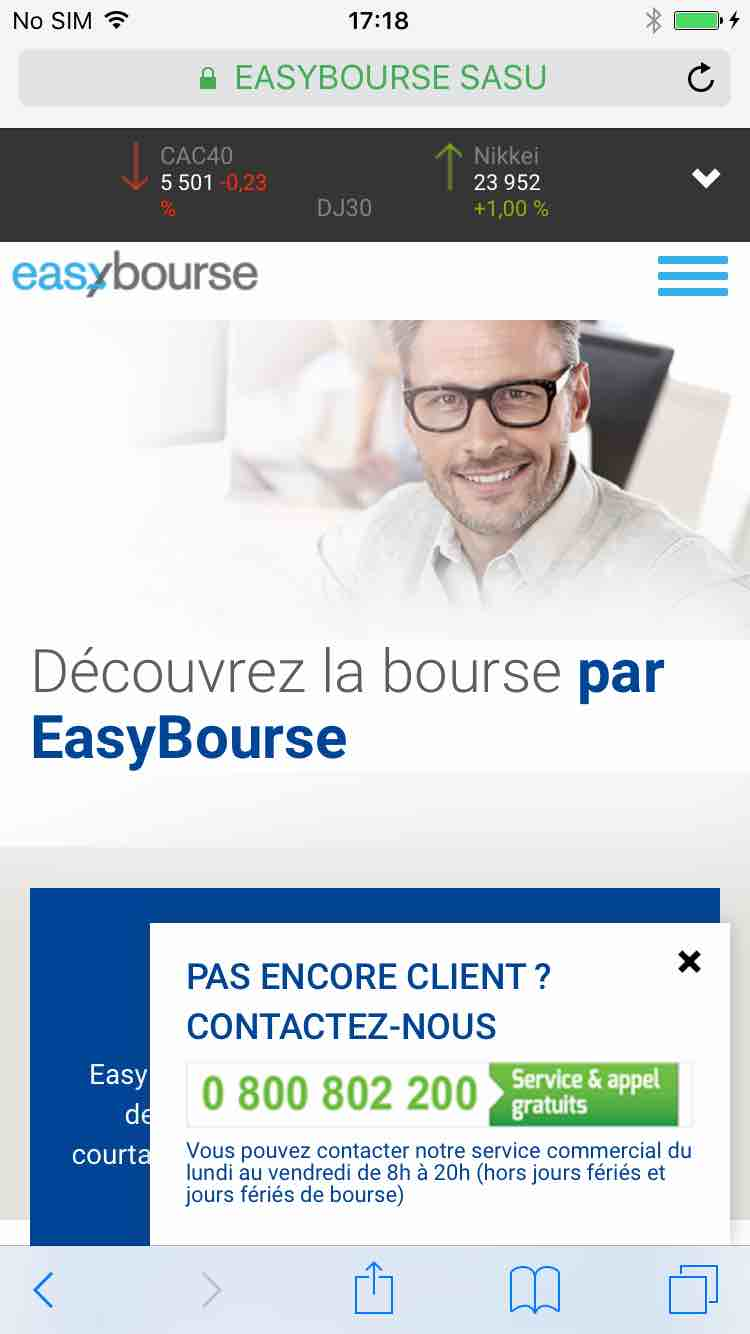 No SIM 17:18
EASYBOURSE SASU
CAC40
5 501 -0,23
%
DJ30
Nikkei
23 952
+1,00 %
easybourse
Découvrez la bourse par
EasyBourse
PAS ENCORE CLIENT ?
CONTACTEZ-NOUS
0 800 802 200
Service & appel
gratuits
Vous pouvez contacter notre service commercial du
lundi au vendredi de 8h à 20h (hors jours fériés et
jours fériés de bourse)
Easy
de
courta